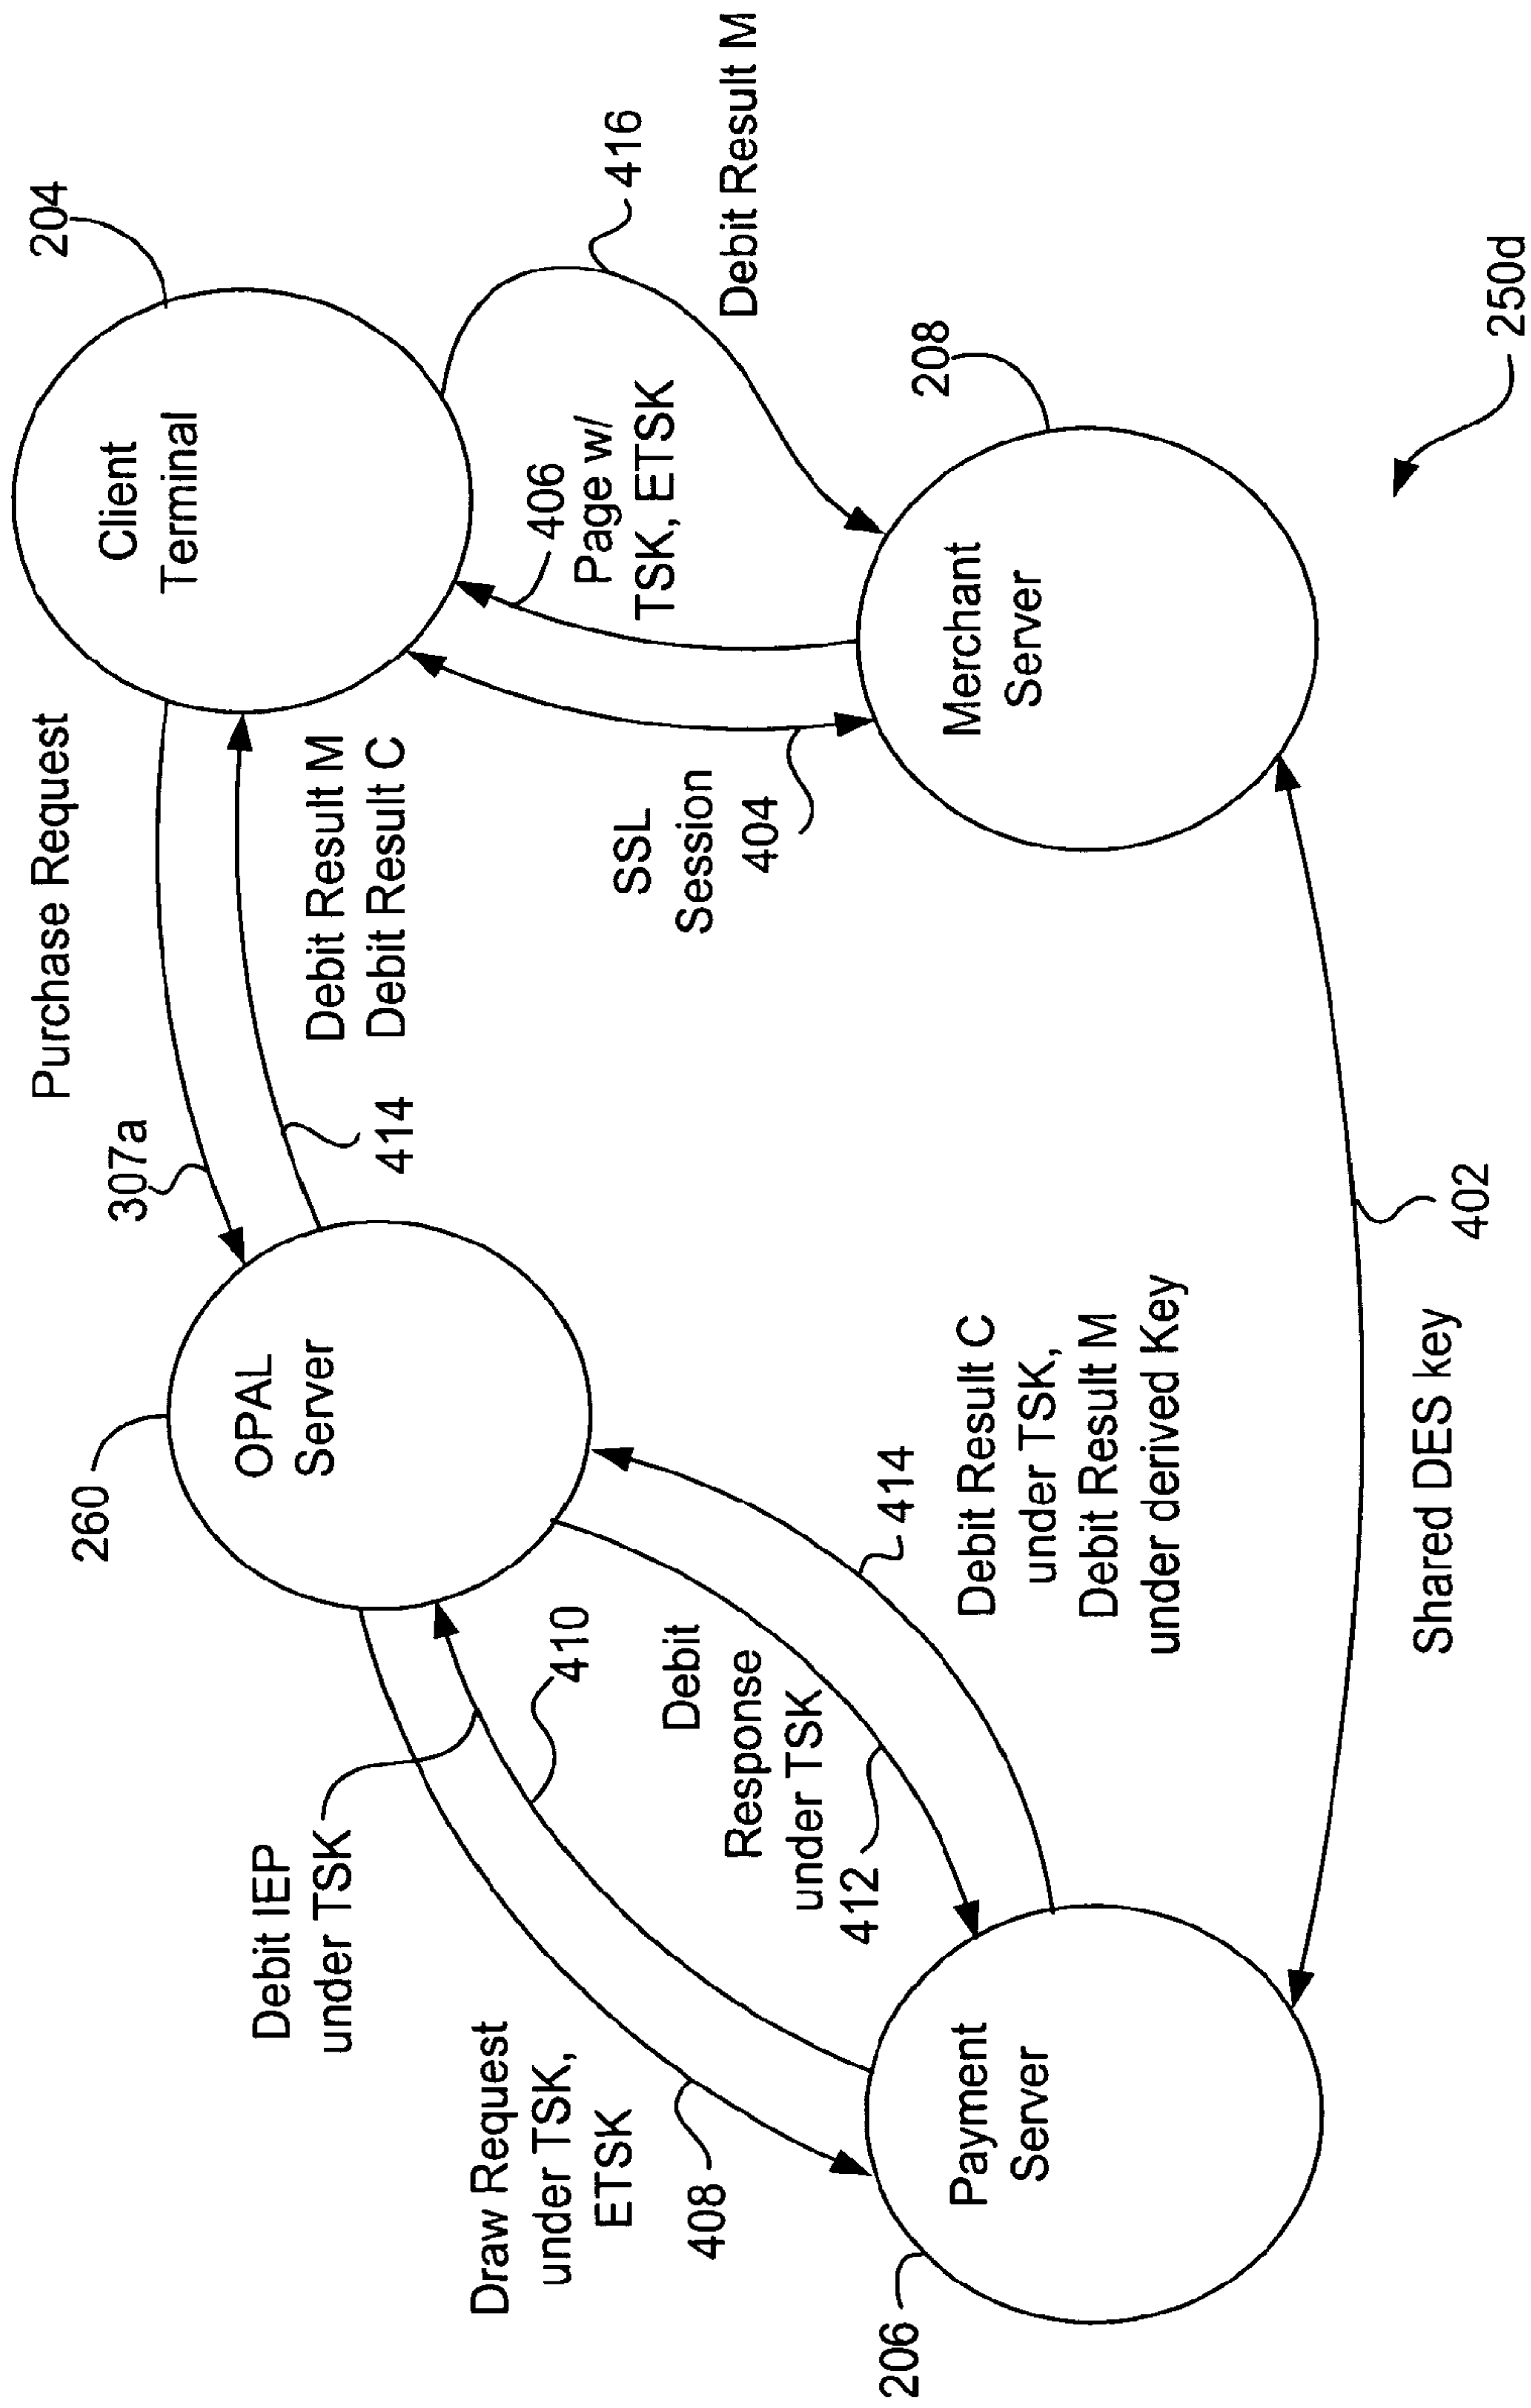 204
Client
Terminal
416
Debit Result M
Purchase Request
307a
414
Debit Result M
Debit Result C
406
Page w/
TSK, ETSK
SSL
Session
404
208
Merchant
Server
250d
260
OPAL
Server
Debit IEP
under TSK
410
Draw Request
under TSK,
ETSK
408
Debit
Response
under TSK
412
414
Debit Result C
under TSK,
Debit Result M
under derived Key
206
Payment
Server
402
Shared DES key